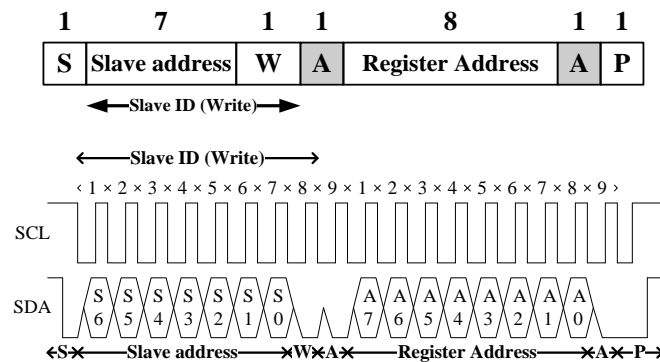 1 7 1 1 8 1 1
S Slave address W A Register Address A P
Slave ID (Write)
Slave ID (Write)
1 × 2 × 3 × 4 × 5 × 6 × 7 × 8 × 9 × 1 × 2 × 3 × 4 × 5 × 6 × 7 × 8 × 9
SCL
SDA
S6 S5 S4 S3 S2 S1 S0 A7 A6 A5 A4 A3 A2 A1 A0
S Slave address W A Register Address A P